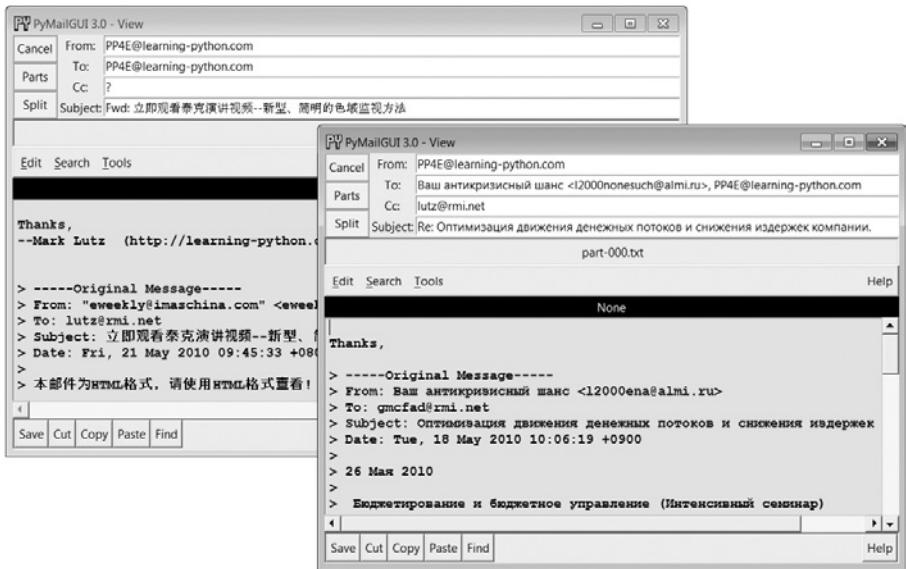 PyMailGUI 3.0 - View
Cancel From: PP4E@learning-python.com
To: PP4E@learning-python.com
Parts
Cc: ?
Split Subject: Fwd: 立即观看泰克演讲视频--新型、简明的色域监视方法
Edit Search Tools
Thanks,
--Mark Lutz (http://learning-python.
> -----Original Message-----
> From: "eweekly@imaschina.com" <eweek
> To: lutz@rmi.net
> Subject: 立即观看泰克演讲视频--新型、
> Date: Fri, 21 May 2010 09:45:33 +080
>
> 本邮件为HTML格式，请使用HTML格式查看!
Save Cut Copy Paste Find
PyMailGUI 3.0 - View
Cancel From: PP4E@learning-python.com
To: Ваш антикризисный шанс <l2000nonesuch@almi.ru>, PP4E@learning-python.com
Parts
Cc: lutz@rmi.net
Split Subject: Re: Оптимизация движения денежных потоков и снижения издержек компании.
part-000.txt
Edit Search Tools Help
None
Thanks,
> -----Original Message-----
> From: Ваш антикризисный шанс <l2000ena@almi.ru>
> To: gmcfad@rmi.net
> Subject: Оптимизация движения денежных потоков и снижения издержек
> Date: Tue, 18 May 2010 10:06:19 +0900
>
> 26 Мая 2010
>
> Бюджетирование и бюджетное управление (Интенсивный семинар)
Save Cut Copy Paste Find Help